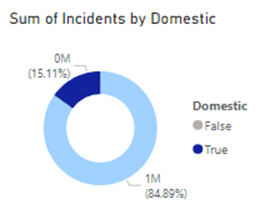 Sum of Incidents by Domestic
0M
(15.11%)
Domestic
False
True
1M
(84.89%)